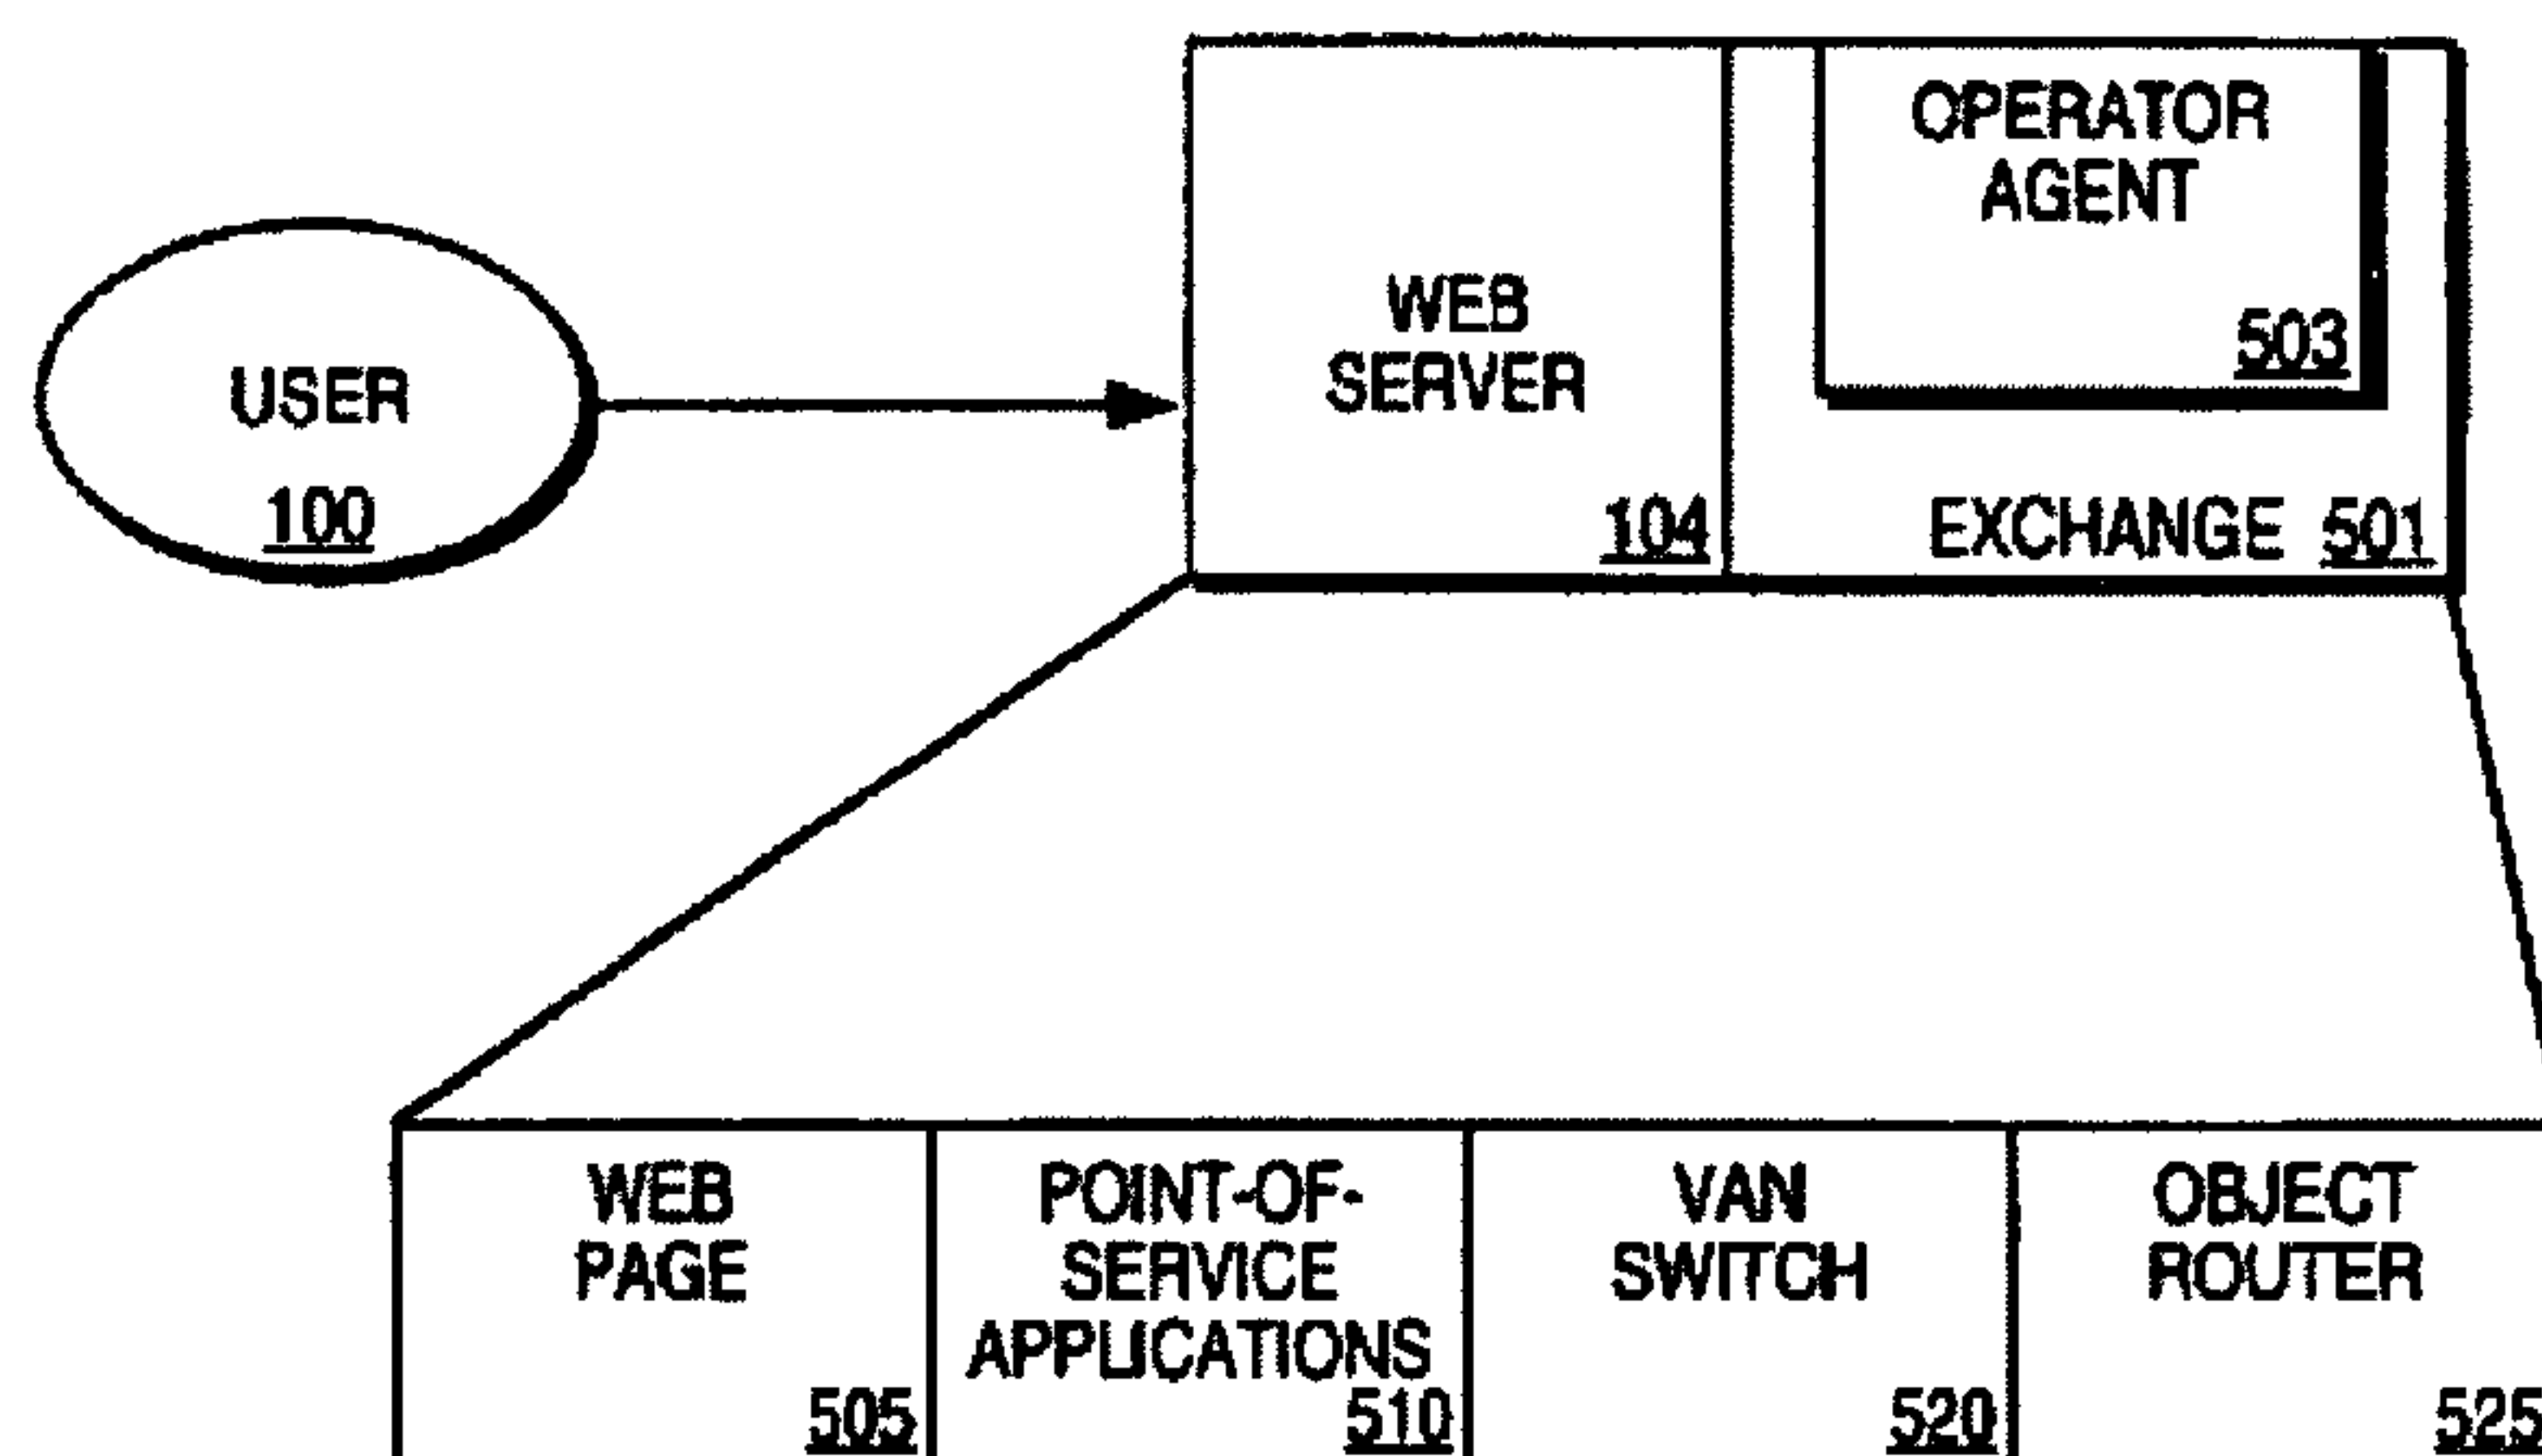 OPERATOR
AGENT
503
WEB
SERVER
104
EXCHANGE 501
USER
100
WEB
PAGE
505
POINT-OF-
SERVICE
APPLICATIONS
510
VAN
SWITCH
520
OBJECT
ROUTER
525